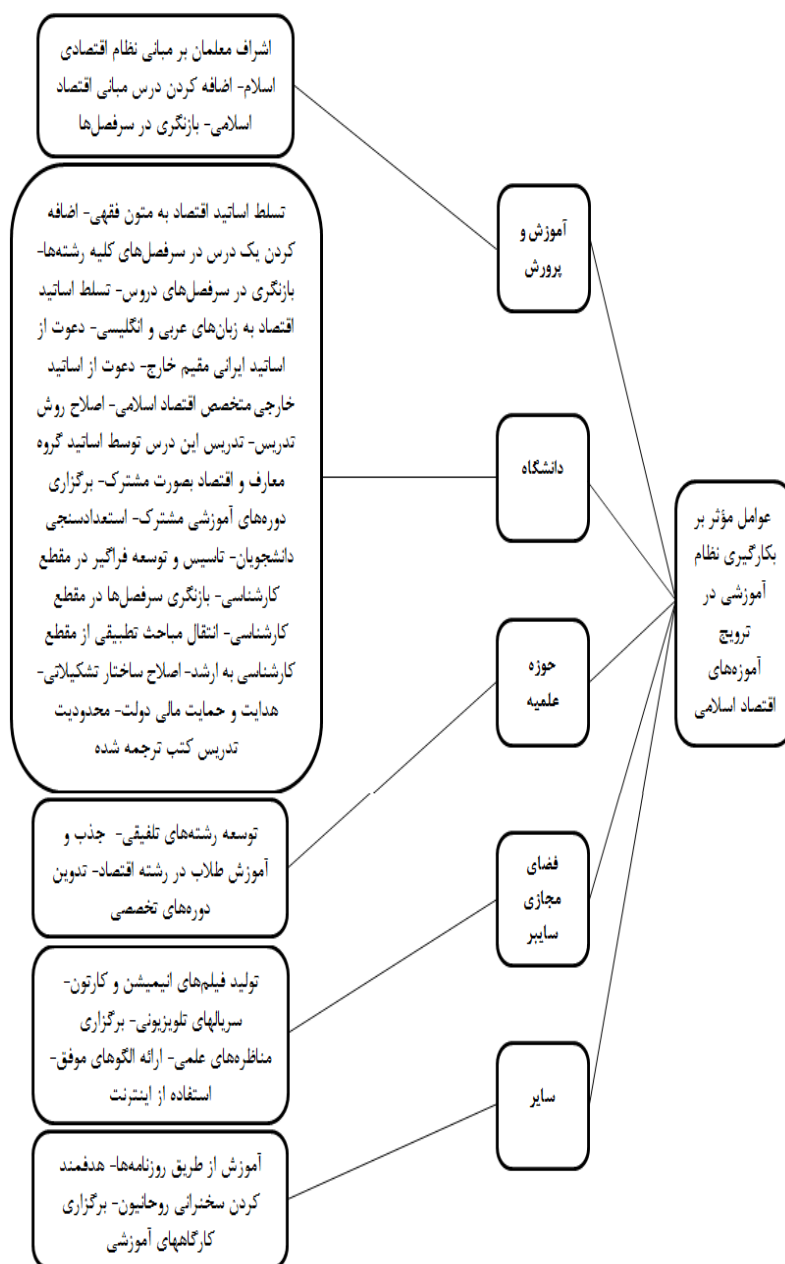 عوامل مؤثر بر
بکارگیری نظام
آموزشی در
ترویج
آموزه‌های
اقتصاد اسلامی
آموزش و
پرورش
اشراف معلمان بر مبانی نظام اقتصادی
اسلام- اضافه کردن درس مبانی اقتصاد
اسلامی- بازنگری در سرفصل‌ها
دانشگاه
تسلط اساتید اقتصاد به متون فقهی- اضافه
کردن یک درس در سرفصل‌های کلیه رشته‌ها-
بازنگری در سرفصل‌های دروس- تسلط اساتید
اقتصاد به زبان‌های عربی و انگلیسی- دعوت از
اساتید ایرانی مقیم خارج- دعوت از اساتید
خارجی متخصص اقتصاد اسلامی- اصلاح روش
تدریس- تدریس این درس توسط اساتید گروه
معارف و اقتصاد بصورت مشترک- برگزاری
دوره‌های آموزشی مشترک- استعدادسنجی
دانشجویان- تاسیس و توسعه فراگیر در مقطع
کارشناسی- بازنگری سرفصل‌ها در مقطع
کارشناسی- انتقال مباحث تطبیقی از مقطع
کارشناسی به ارشد- اصلاح ساختار تشکیلاتی-
هدایت و حمایت مالی دولت- محدودیت
تدریس کتب ترجمه شده
حوزه
علمیه
توسعه رشته‌های تلفیقی- جذب و
آموزش طلاب در رشته اقتصاد- تدوین
دوره‌های تخصصی
فضای
مجازی
سایبر
تولید فیلم‌های انیمیشن و کارتون-
سریالهای تلویزیونی- برگزاری
مناظره‌های علمی- ارائه الگوهای موفق-
استفاده از اینترنت
سایر
آموزش از طریق روزنامه‌ها- هدفمند
کردن سخنرانی روحانیون- برگزاری
کارگاههای آموزشی